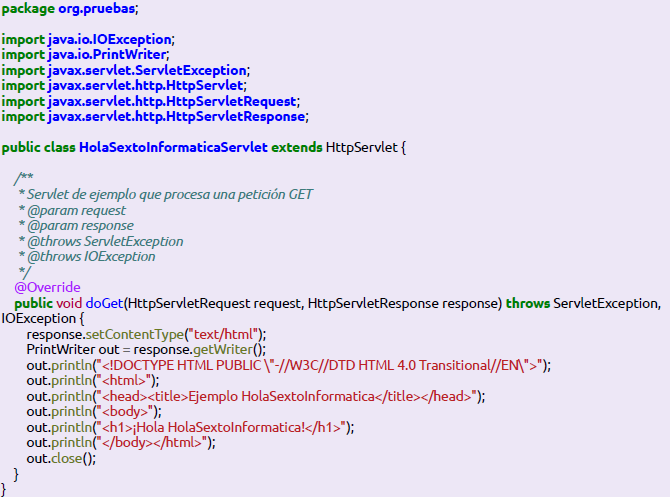 package org.pruebas;
import java.io.IOException;
import java.io.PrintWriter;
import javax.servlet.ServletException;
import javax.servlet.http.HttpServlet;
import javax.servlet.http.HttpServletRequest;
import javax.servlet.http.HttpServletResponse;
public class HolaSextoInformaticaServlet extends HttpServlet {
/**
* Servlet de ejemplo que procesa una petición GET
* @param request
* @param response
* @throws ServletException
* @throws IOException
*/
@Override
public void doGet(HttpServletRequest request, HttpServletResponse response) throws ServletException,
IOException {
response.setContentType("text/html");
PrintWriter out = response.getWriter();
out.println("<!DOCTYPE HTML PUBLIC \"-//W3C//DTD HTML 4.0 Transitional//EN\">");
out.println("<html>");
out.println("<head><title>Ejemplo HolaSextoInformatica</title></head>");
out.println("<body>");
out.println("<h1>¡Hola HolaSextoInformatica!</h1>");
out.println("</body></html>");
out.close();
}
}